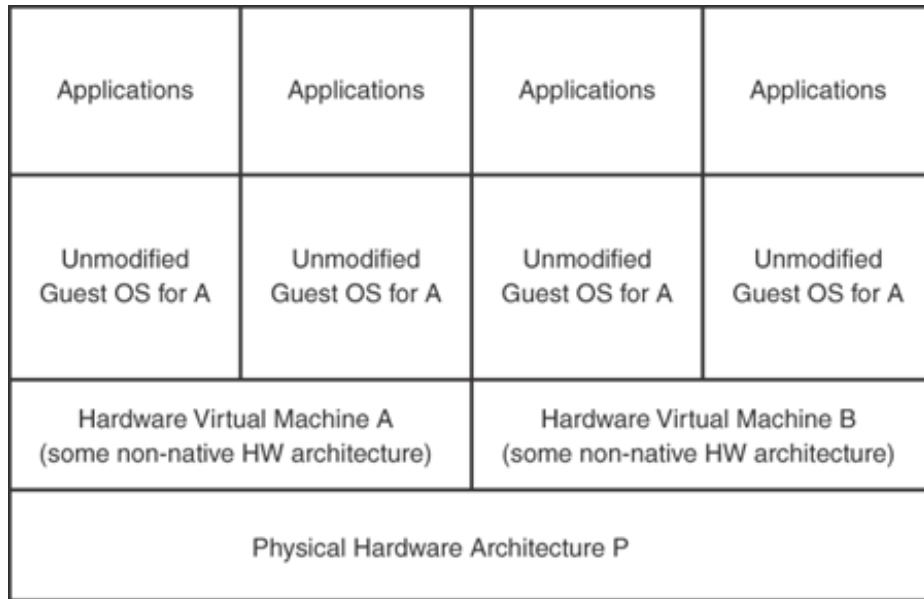 Applications
Applications
Applications
Applications
Unmodified
Guest OS for A
Unmodified
Guest OS for A
Unmodified
Guest OS for A
Unmodified
Guest OS for A
Hardware Virtual Machine A
(some non-native HW architecture)
Hardware Virtual Machine B
(some non-native HW architecture)
Physical Hardware Architecture P